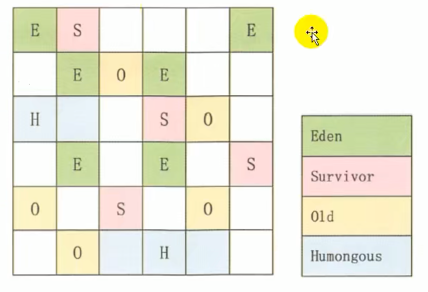 E S E
E O E
H S O
E E S
O S O
O H
Eden
Survivor
Old
Humongous